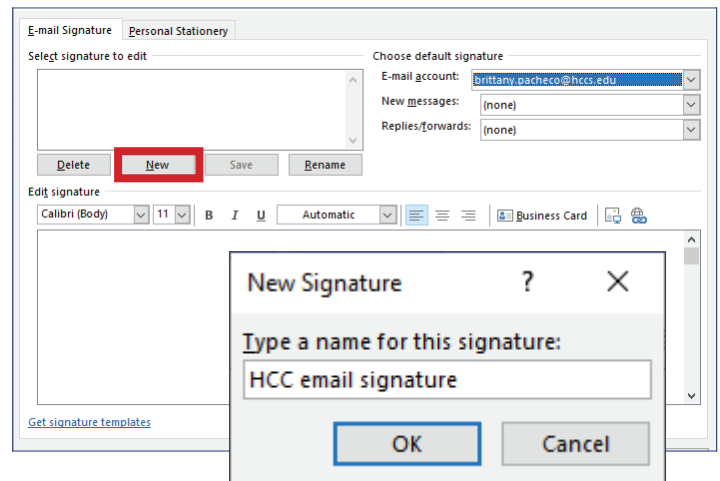 E-mail Signature Personal Stationery
Select signature to edit Choose default signature
E-mail account: brittany.pacheco@hccs.edu
New messages: (none)
Replies/forwards: (none)
Delete New Save Rename
Edit signature
Calibri (Body) 11 B I U Automatic Business Card
New Signature ? X
Type a name for this signature:
HCC email signature
OK Cancel
Get signature templates